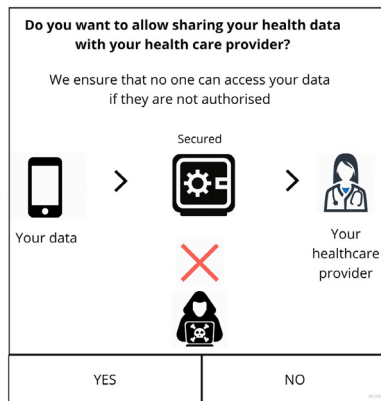 Do you want to allow sharing your health data
with your health care provider?
We ensure that no one can access your data
if they are not authorised
Secured
Your data
Your
healthcare
provider
YES
NO
miro